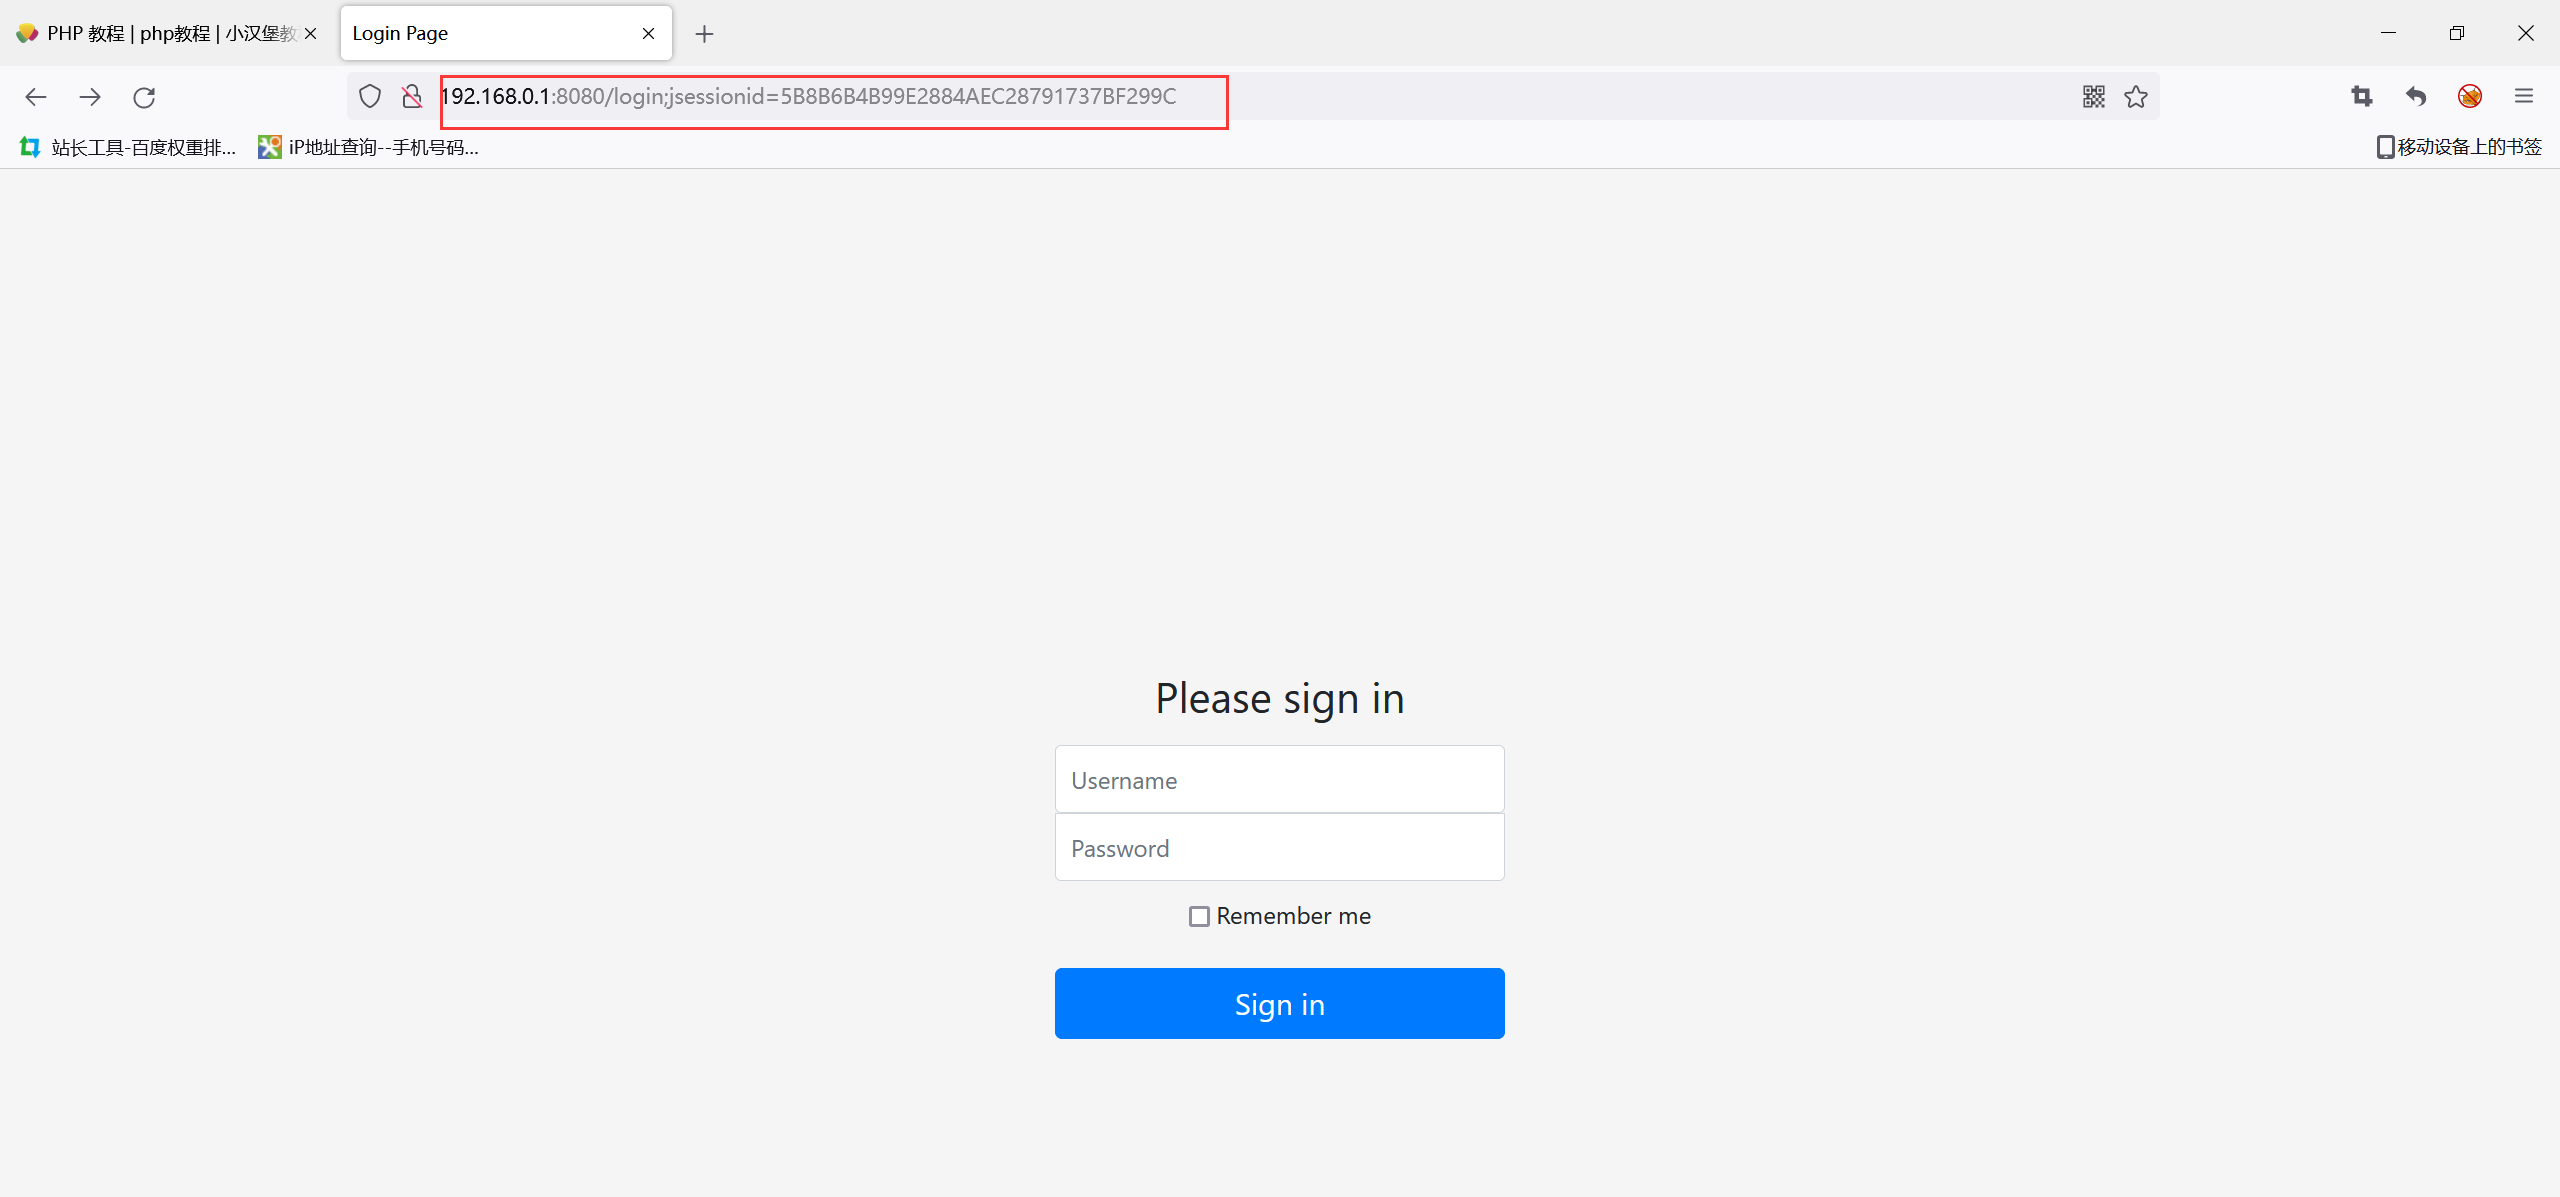 PHP 教程 | php教程 | 小汉堡教
Login Page
192.168.0.1:8080/login;jsessionid=5B8B6B4B99E2884AEC28791737BF299C
站长工具-百度权重排... iP地址查询--手机号码... 移动设备上的书签
Please sign in
Username
Password
Remember me
Sign in